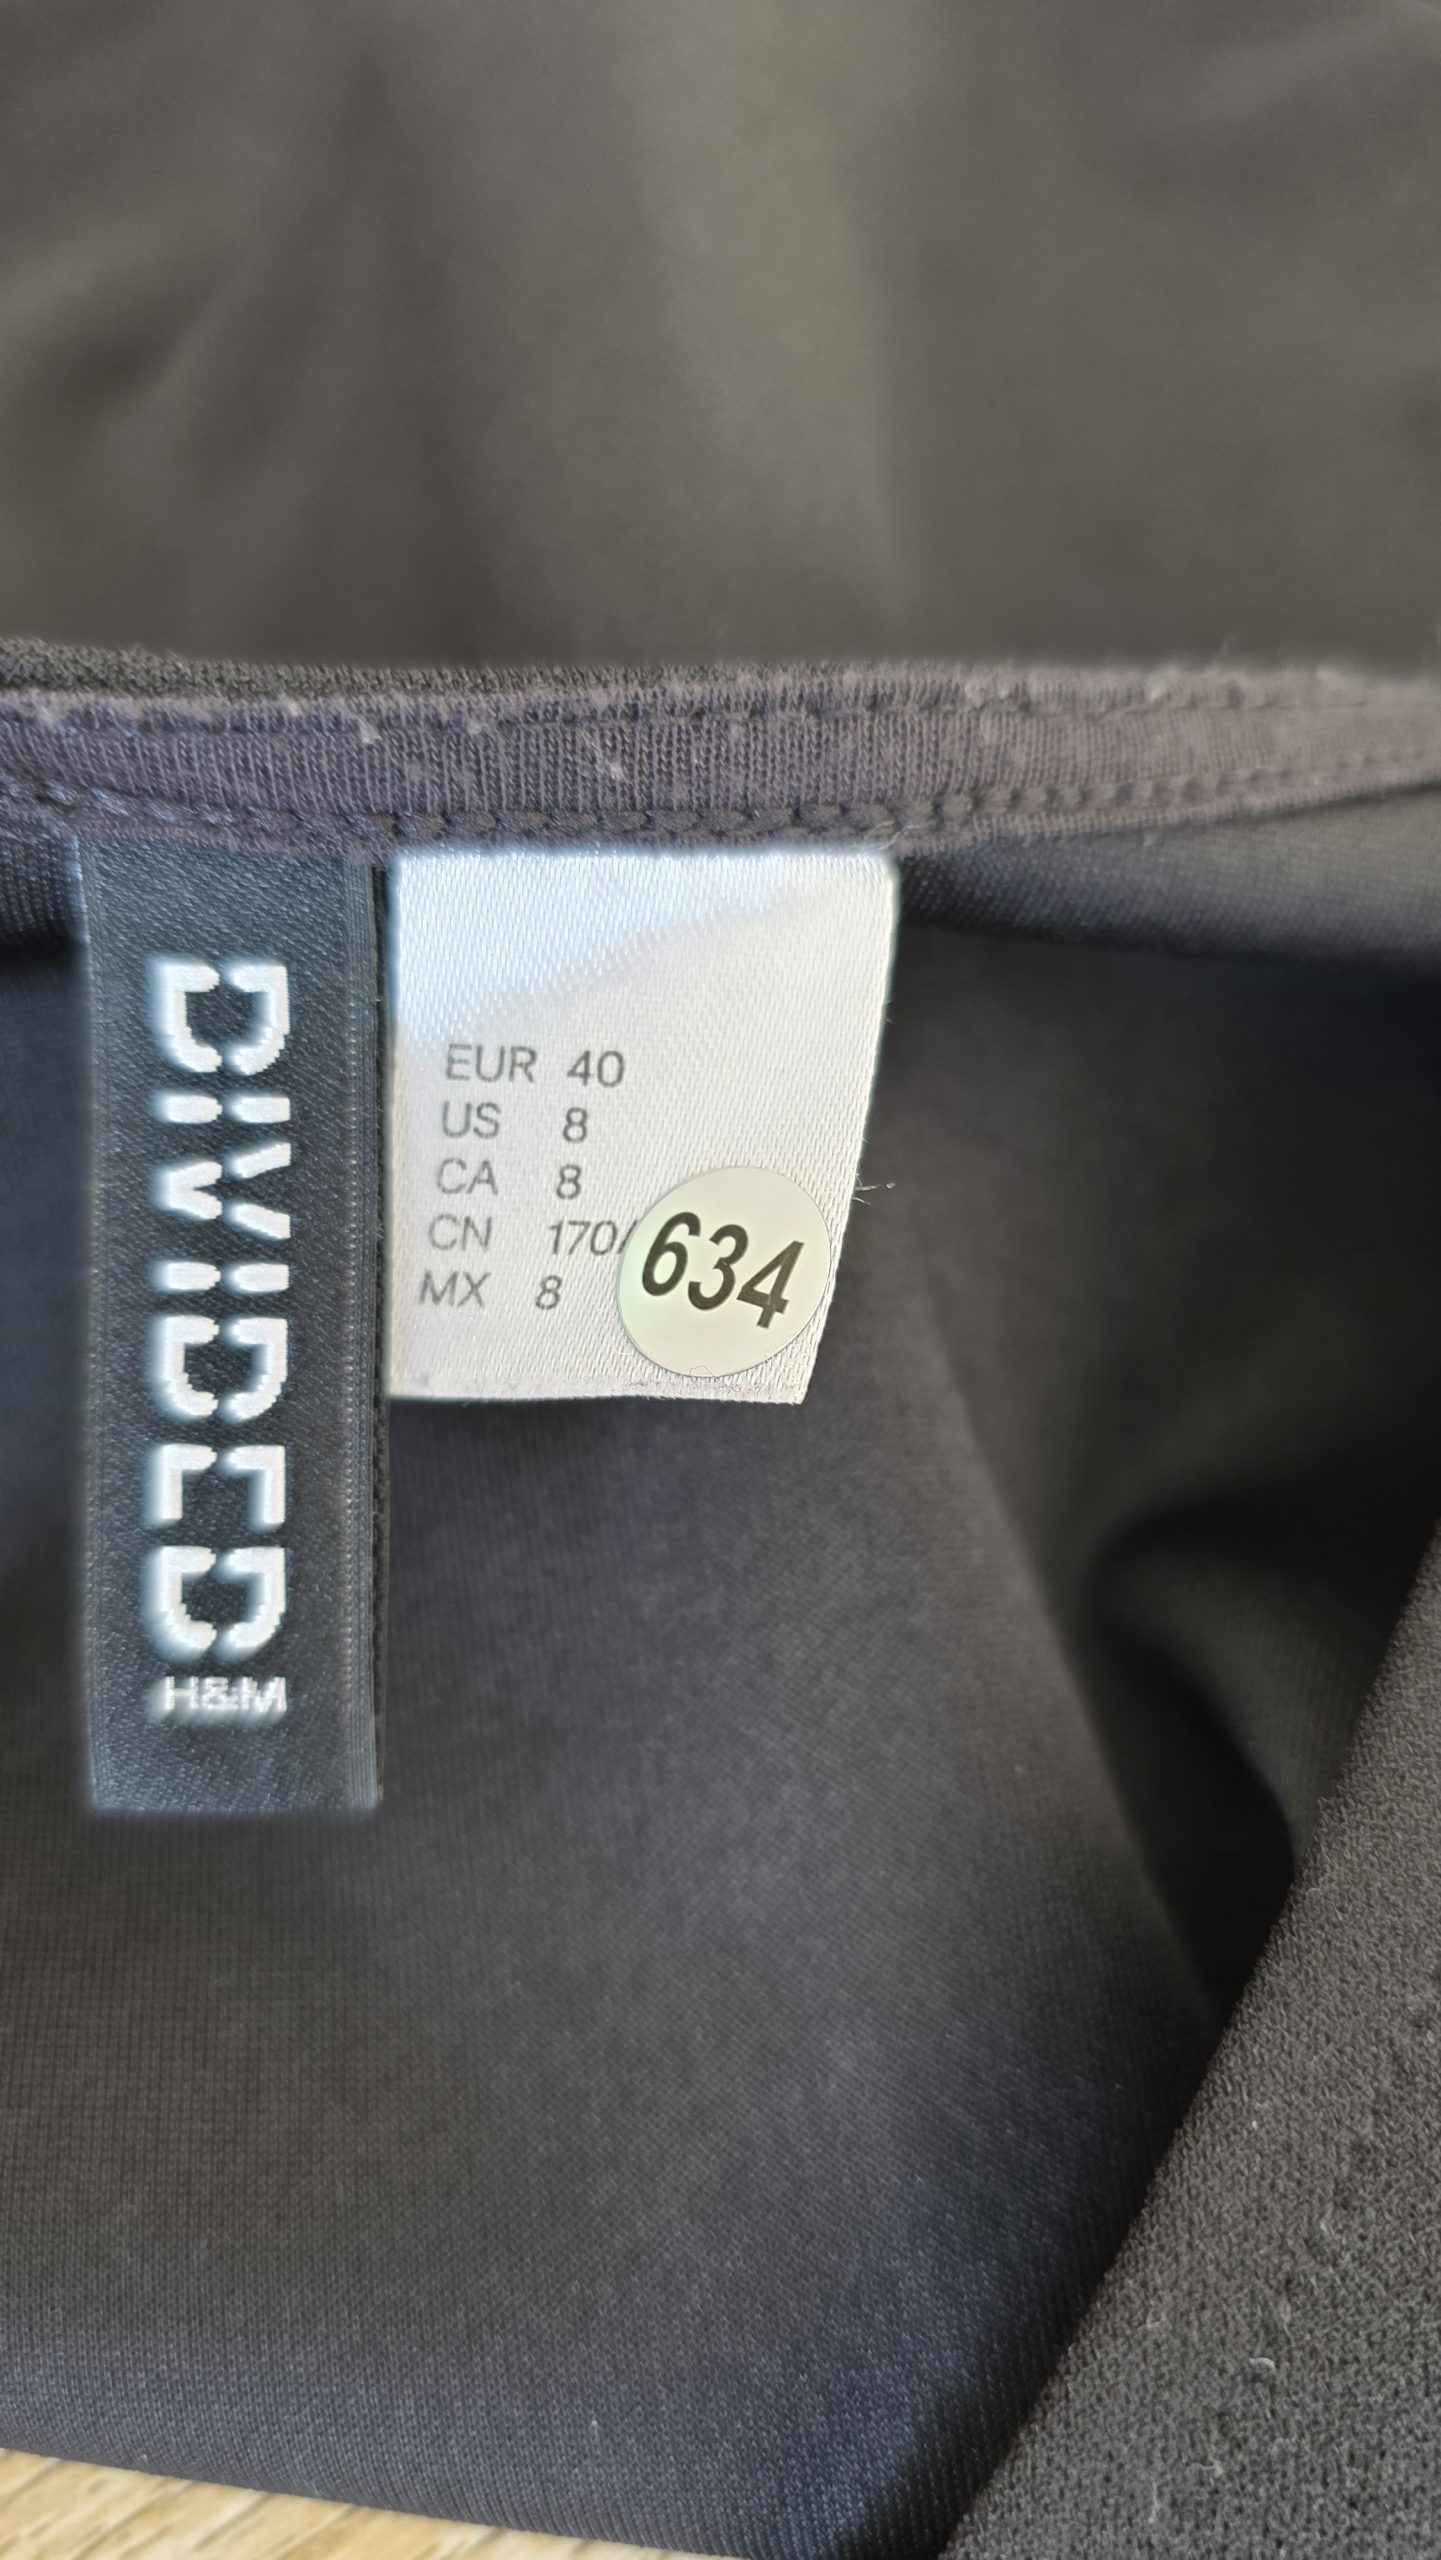 DIVIDED
H&M
EUR 40
US 8
CA 8
CN 170/
MX 8
634